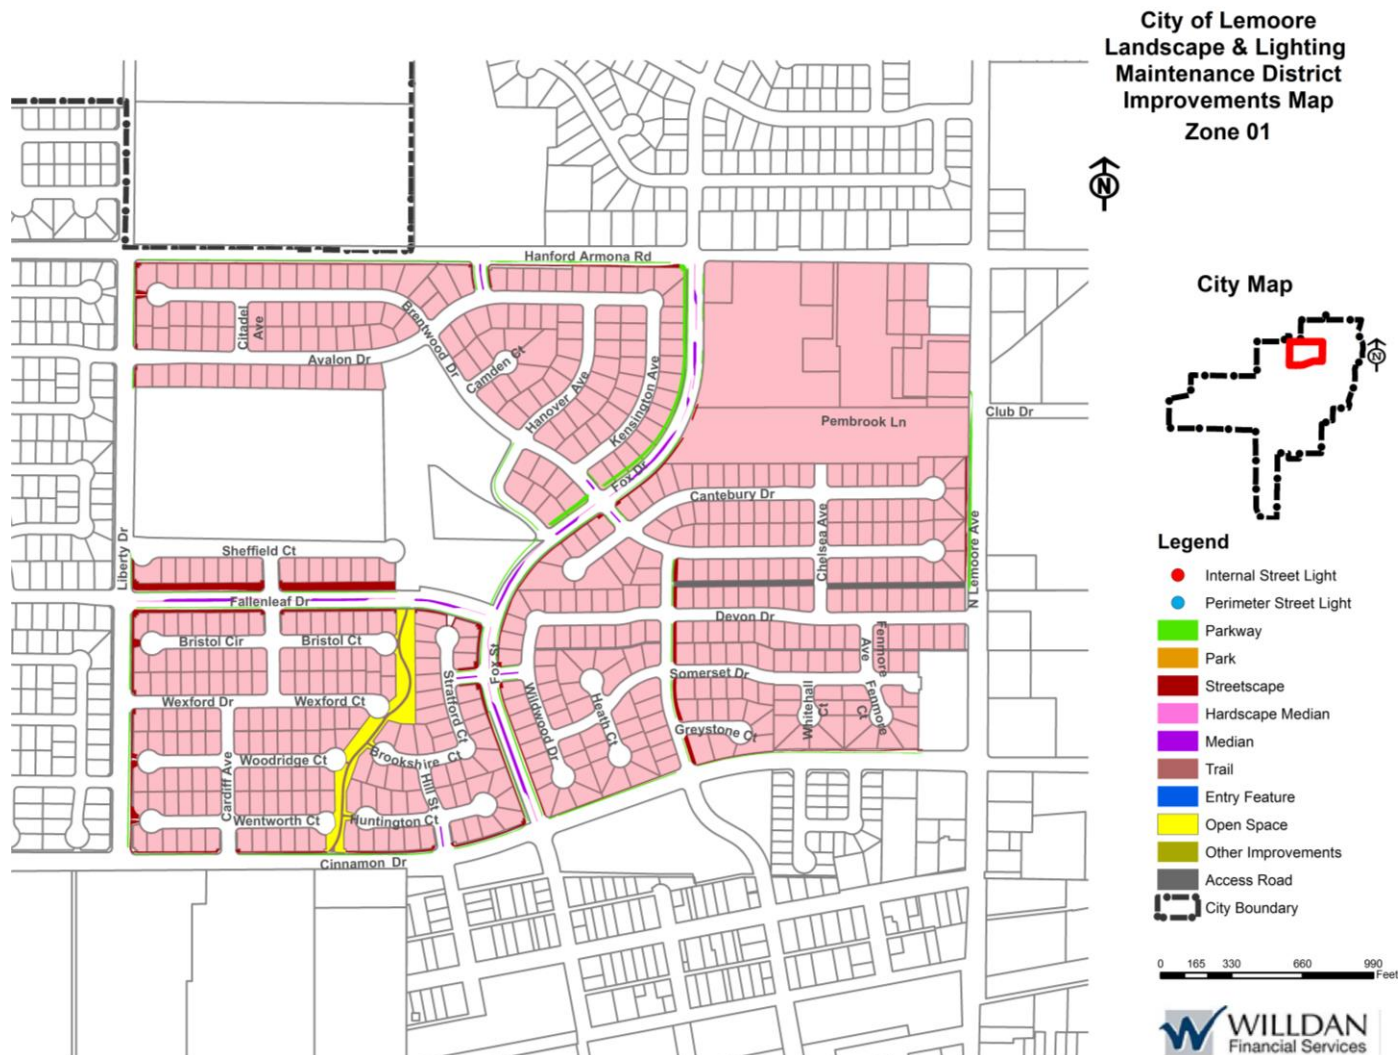 City of Lemoore
Landscape & Lighting
Maintenance District
Improvements Map
Zone 01
N
Hanford Armona Rd
Citadel
Ave
Brentwood Dr
Avalon Dr
Camden Ct
Hanover Ave
Kensington Ave
Fox Dr
Pembrook Ln
Club Dr
Cantebury Dr
Chelsea Ave
N Lemoore Ave
Liberty Dr
Sheffield Ct
Fallenleaf Dr
Devon Dr
Bristol Cir
Bristol Ct
Fox St
Stratford Ct
Somerset Dr
Fenmore
Ave
Wexford Dr
Wexford Ct
Wildwood Dr
Heath Ct
Greystone Ct
Whitehall
Ct
Fenmore
Ct
Cardiff Ave
Woodridge Ct
Brookshire Ct
Hill St
Wentworth Ct
Huntington Ct
Cinnamon Dr
City Map
N
Legend
Internal Street Light
Perimeter Street Light
Parkway
Park
Streetscape
Hardscape Median
Median
Trail
Entry Feature
Open Space
Other Improvements
Access Road
City Boundary
0 165 330 660 990
Feet
WILLDAN
Financial Services